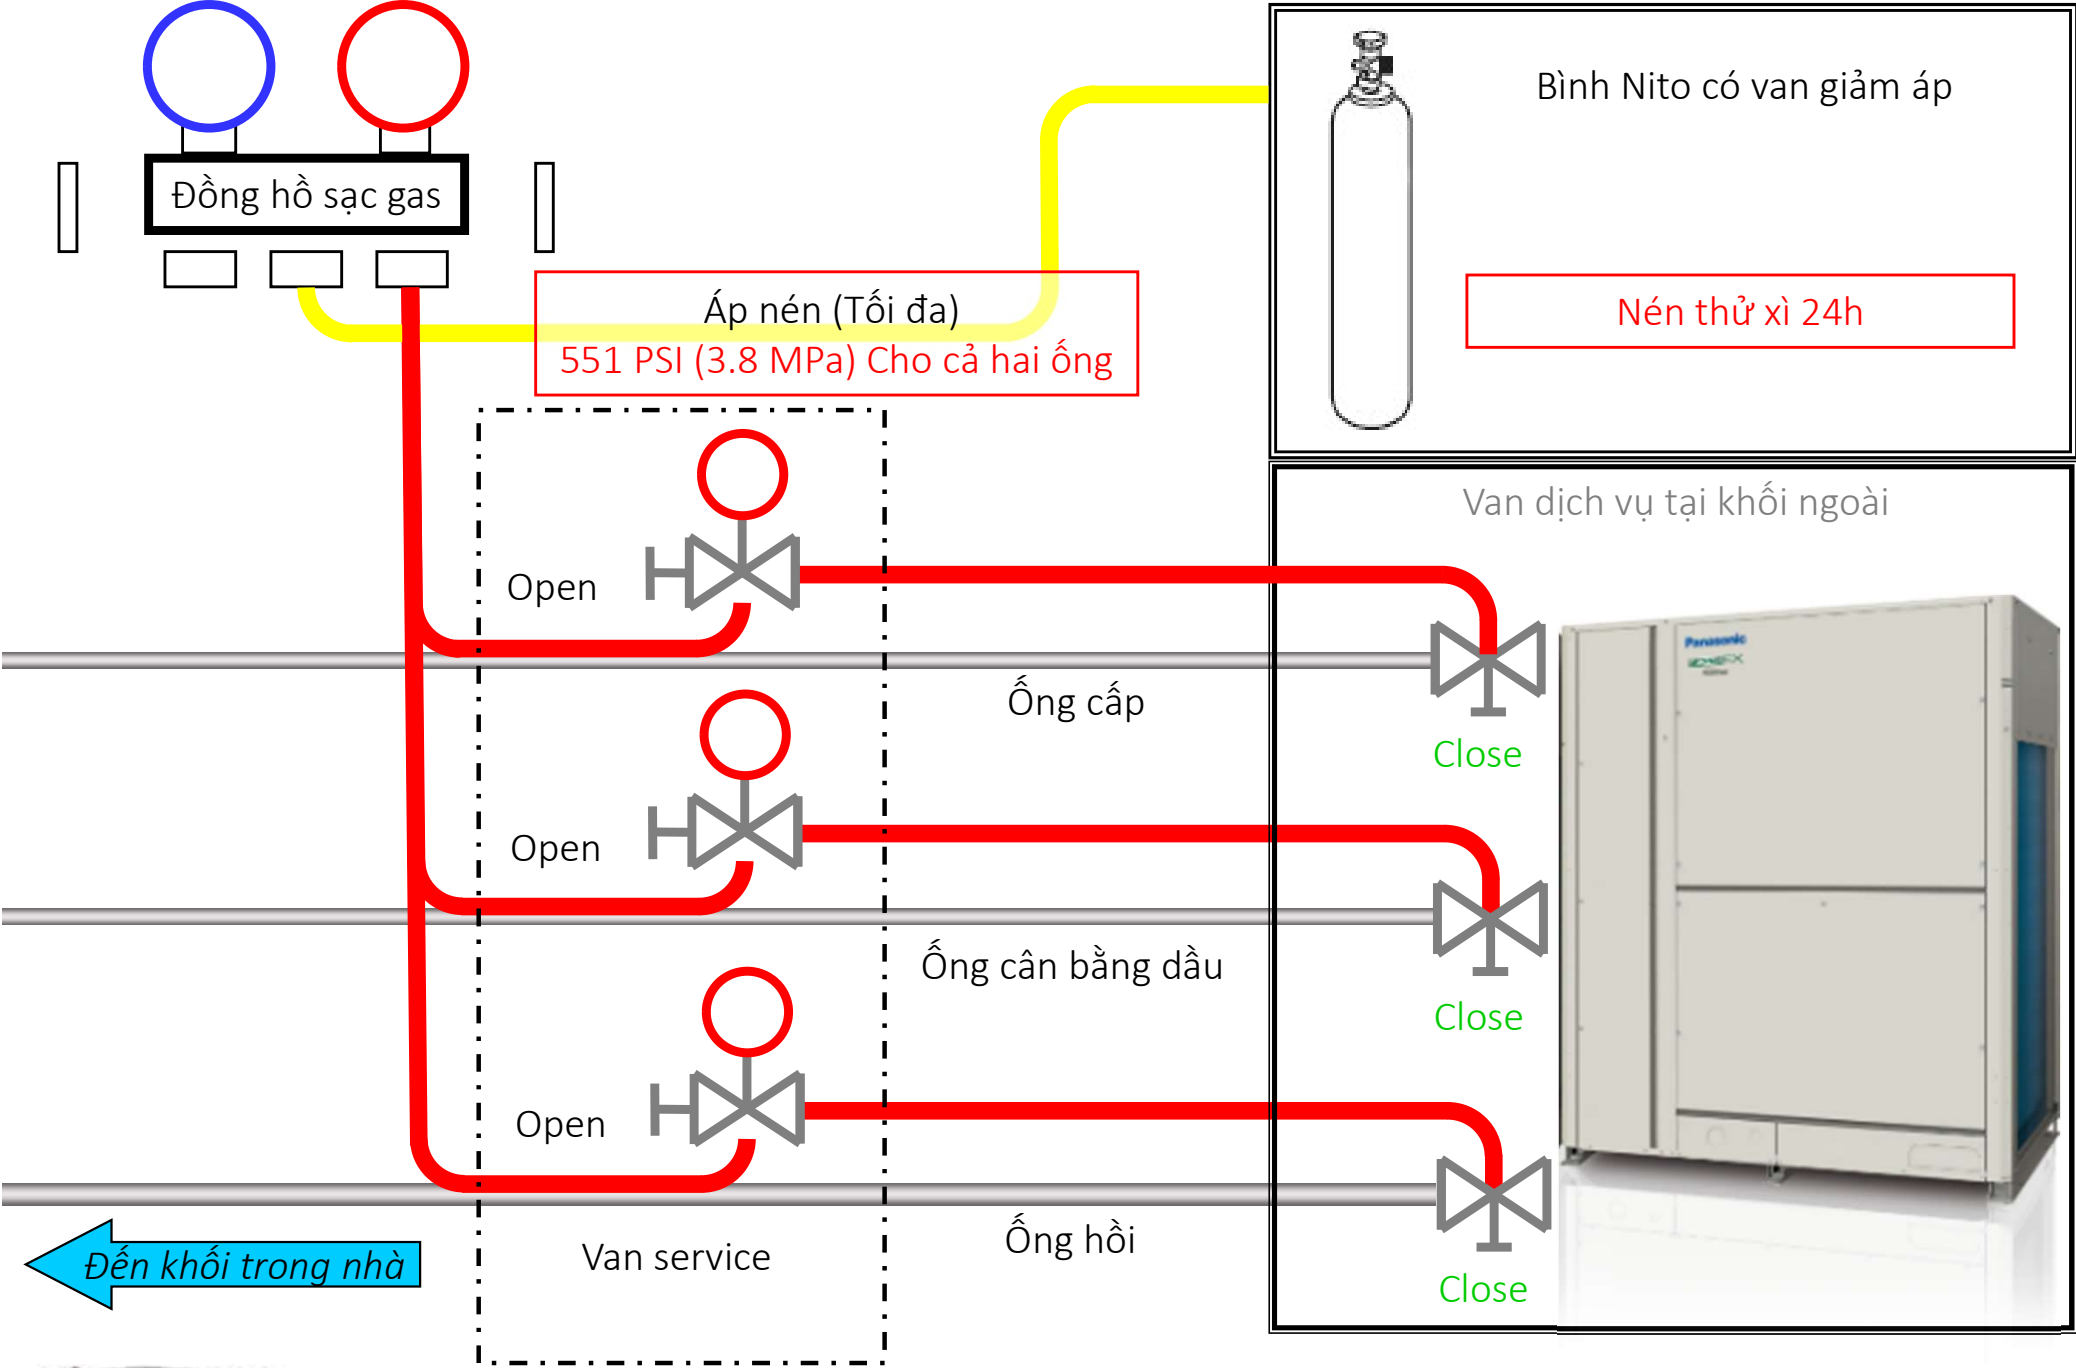 Bình Nito có van giảm áp
Đồng hồ sạc gas
Áp nén (Tối đa)
551 PSI (3.8 MPa) Cho cả hai ống
Nén thử xì 24h
Van dịch vụ tại khối ngoài
Open
Panasonic
Ống cấp
Close
Open
Ống cân bằng dầu
Close
Open
Ống hồi
Van service
Đến khối trong nhà
Close